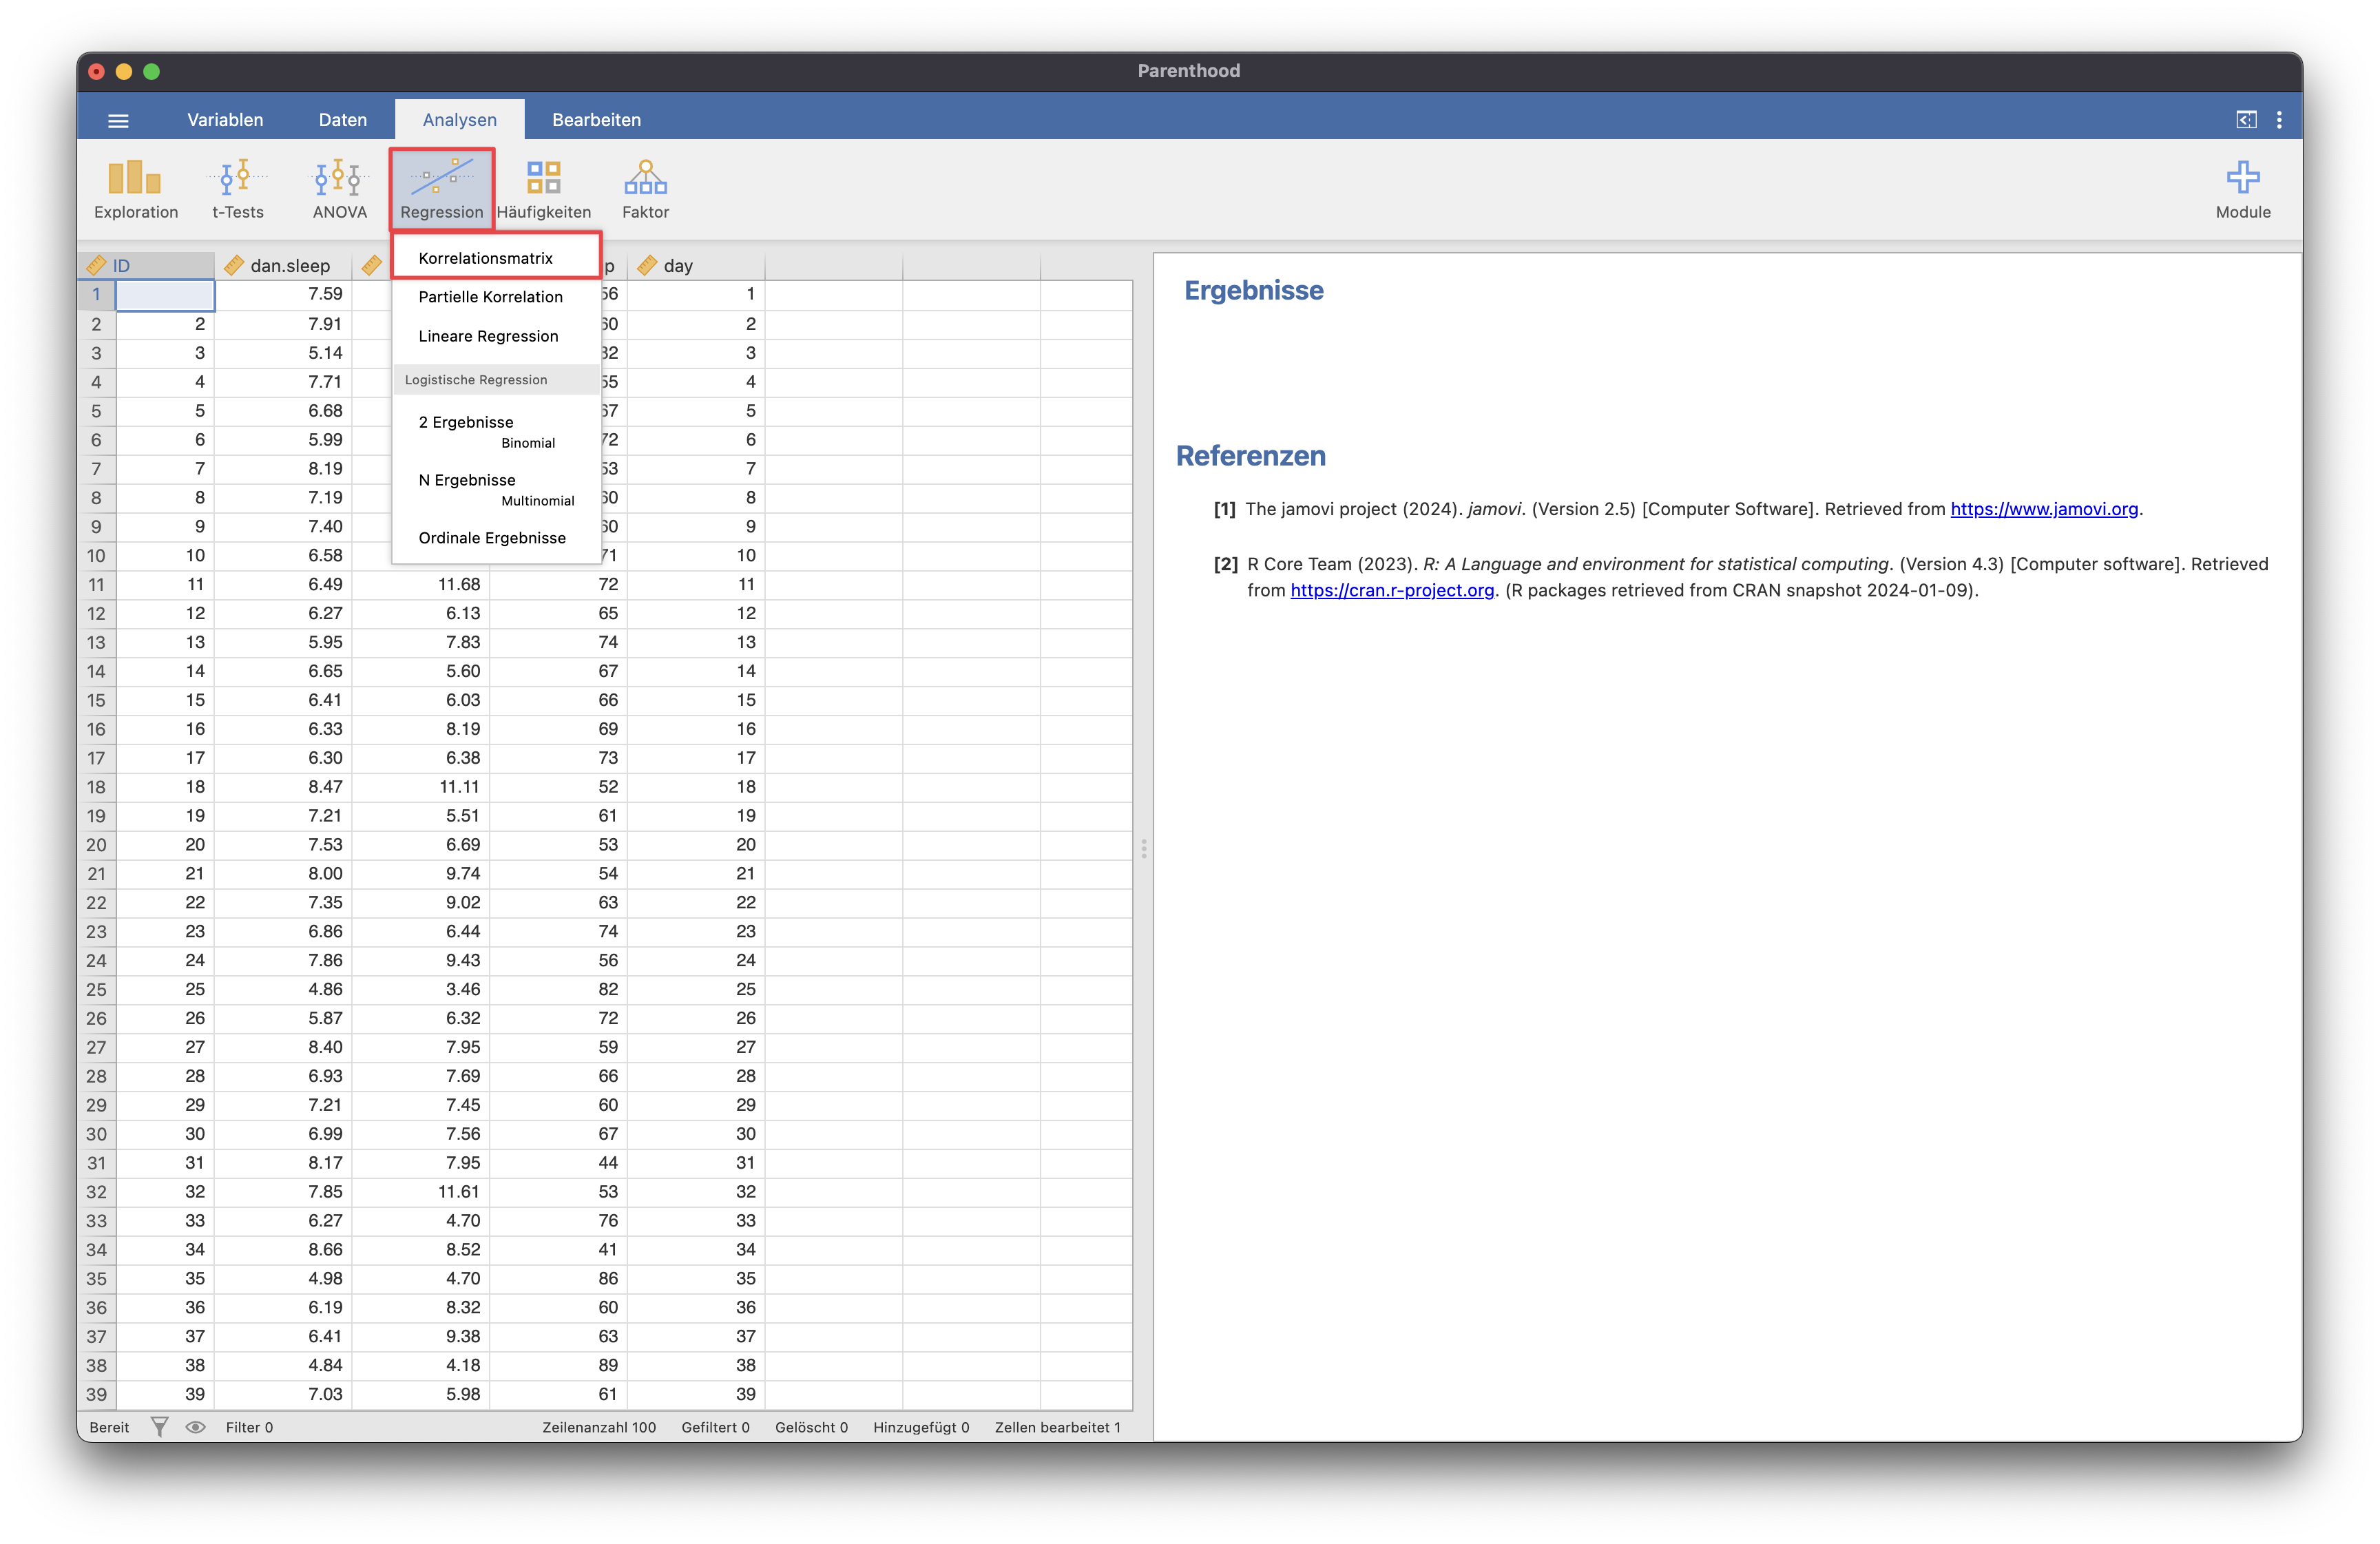 Parenthood
Variablen Daten Analysen Bearbeiten
Exploration t-Tests ANOVA Regression Häufigkeiten Faktor Module
Korrelationsmatrix
Partielle Korrelation
Lineare Regression
Logistische Regression
2 Ergebnisse
Binomial
N Ergebnisse
Multinomial
Ordinale Ergebnisse
ID dan.sleep p day
1 7.59 56 1
2 2 7.91 60 2
3 3 5.14 82 3
4 4 7.71 55 4
5 5 6.68 67 5
6 6 5.99 72 6
7 7 8.19 53 7
8 8 7.19 60 8
9 9 7.40 60 9
10 10 6.58 71 10
11 11 6.49 11.68 72 11
12 12 6.27 6.13 65 12
13 13 5.95 7.83 74 13
14 14 6.65 5.60 67 14
15 15 6.41 6.03 66 15
16 16 6.33 8.19 69 16
17 17 6.30 6.38 73 17
18 18 8.47 11.11 52 18
19 19 7.21 5.51 61 19
20 20 7.53 6.69 53 20
21 21 8.00 9.74 54 21
22 22 7.35 9.02 63 22
23 23 6.86 6.44 74 23
24 24 7.86 9.43 56 24
25 25 4.86 3.46 82 25
26 26 5.87 6.32 72 26
27 27 8.40 7.95 59 27
28 28 6.93 7.69 66 28
29 29 7.21 7.45 60 29
30 30 6.99 7.56 67 30
31 31 8.17 7.95 44 31
32 32 7.85 11.61 53 32
33 33 6.27 4.70 76 33
34 34 8.66 8.52 41 34
35 35 4.98 4.70 86 35
36 36 6.19 8.32 60 36
37 37 6.41 9.38 63 37
38 38 4.84 4.18 89 38
39 39 7.03 5.98 61 39
Bereit Filter 0 Zeilenanzahl 100 Gefiltert 0 Gelöscht 0 Hinzugefügt 0 Zellen bearbeitet 1
Ergebnisse
Referenzen
[1] The jamovi project (2024). jamovi. (Version 2.5) [Computer Software]. Retrieved from https://www.jamovi.org.
[2] R Core Team (2023). R: A Language and environment for statistical computing. (Version 4.3) [Computer software]. Retrieved
from https://cran.r-project.org. (R packages retrieved from CRAN snapshot 2024-01-09).